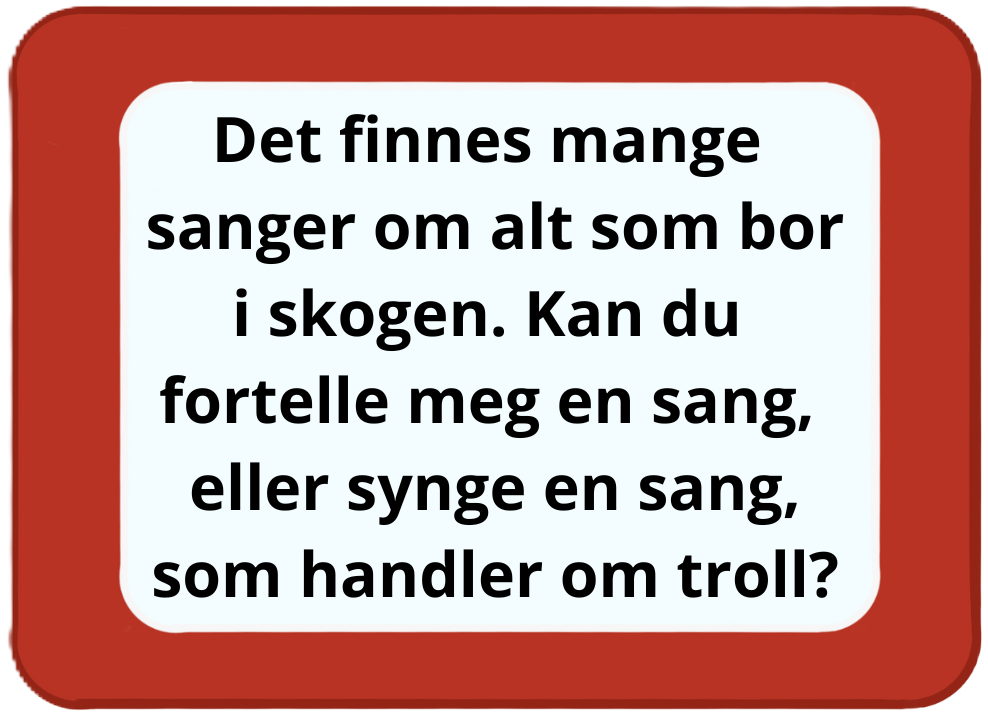 Det finnes mange
sanger om alt som bor
i skogen. Kan du
fortelle meg en sang,
eller synge en sang,
som handler om troll?